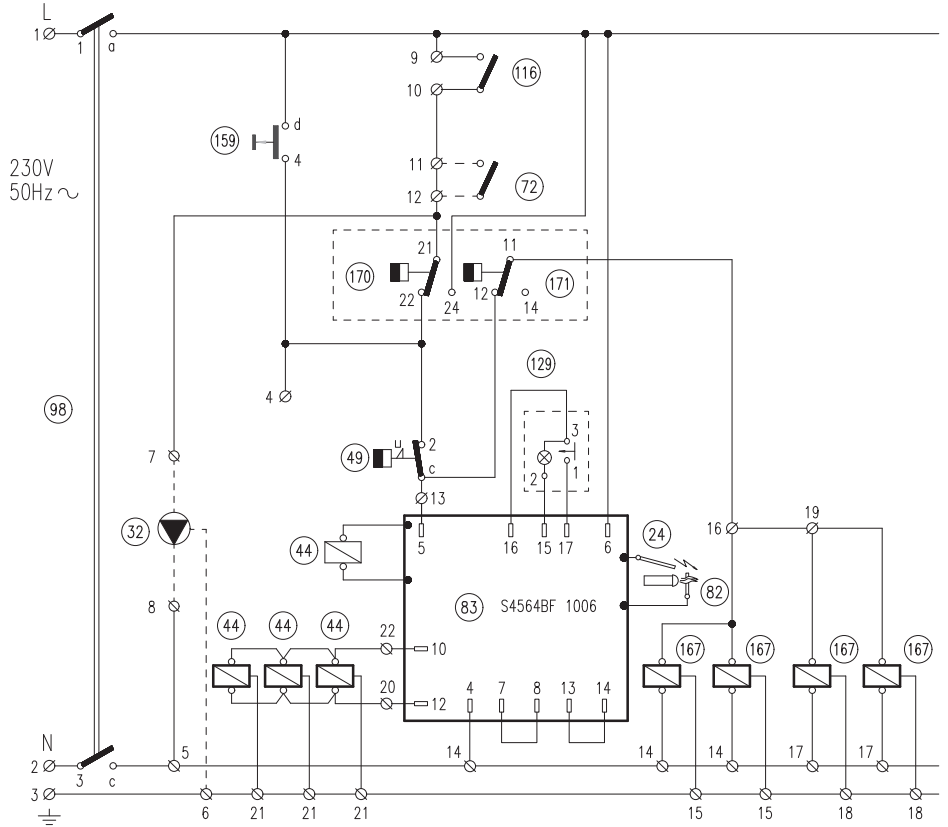 L
1
1 a
9
116
10
d
159
4
230V
50Hz
11
72
12
21 11
170 171
22 24 12 14
129
4
98
49 u 2
c
3
2 1
7
13
32
44
5 16 15 17 6
24
16 19
83 S4564BF 1006
82
8
44 44 44
22
10
20
12
4 7 8 13 14
167 167 167 167
N
2
3 c
5
14 14 14 17 17
3
6 21 21 21 15 15 18 18